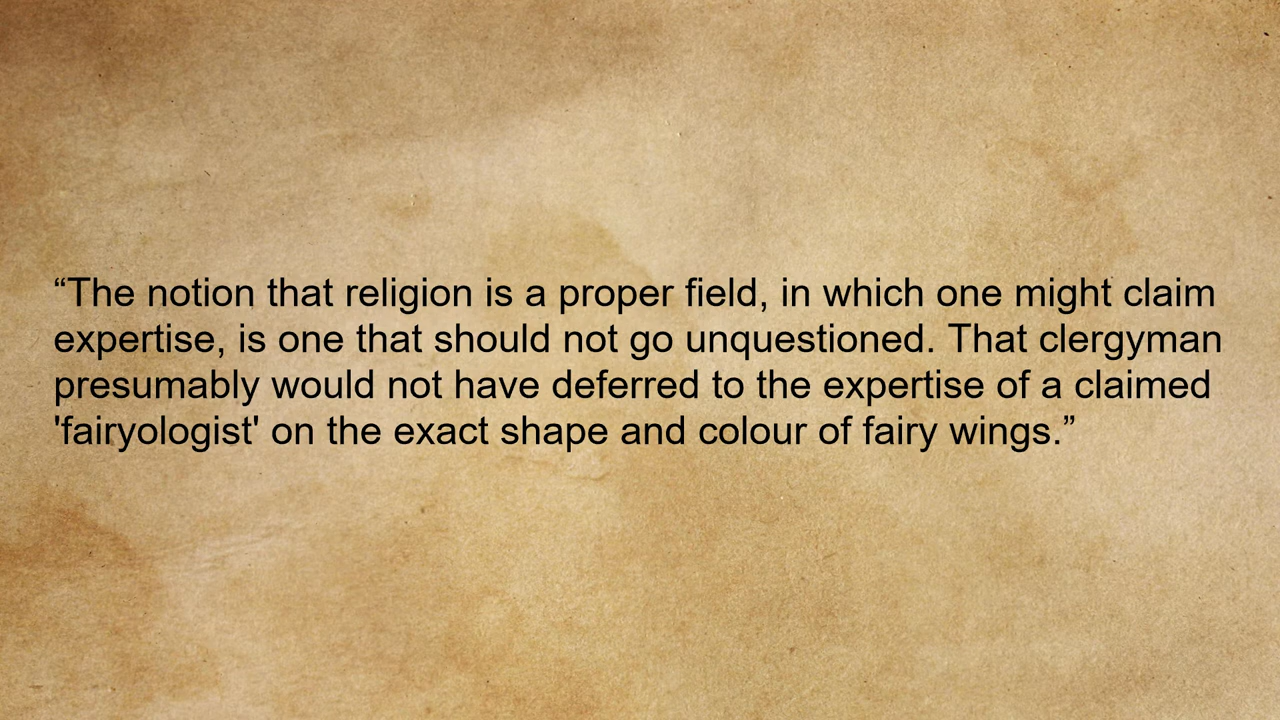 “The notion that religion is a proper field, in which one might claim
expertise, is one that should not go unquestioned. That clergyman
presumably would not have deferred to the expertise of a claimed
'fairyologist' on the exact shape and colour of fairy wings.”